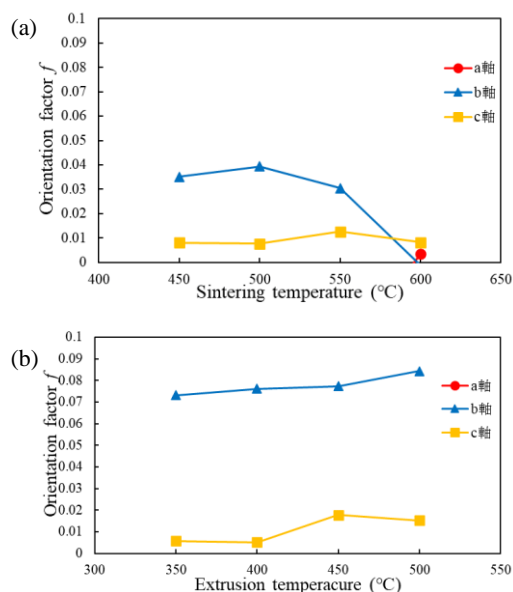 (a)
0.1
0.09
0.08
0.07
0.06
0.05
0.04
0.03
0.02
0.01
0
Orientation factor f
400 450 500 550 600 650
Sintering temperature (℃)
a軸
b軸
c軸
(b)
0.1
0.09
0.08
0.07
0.06
0.05
0.04
0.03
0.02
0.01
0
Orientation factor f
300 350 400 450 500 550
Extrusion temperacure (℃)
a軸
b軸
c軸